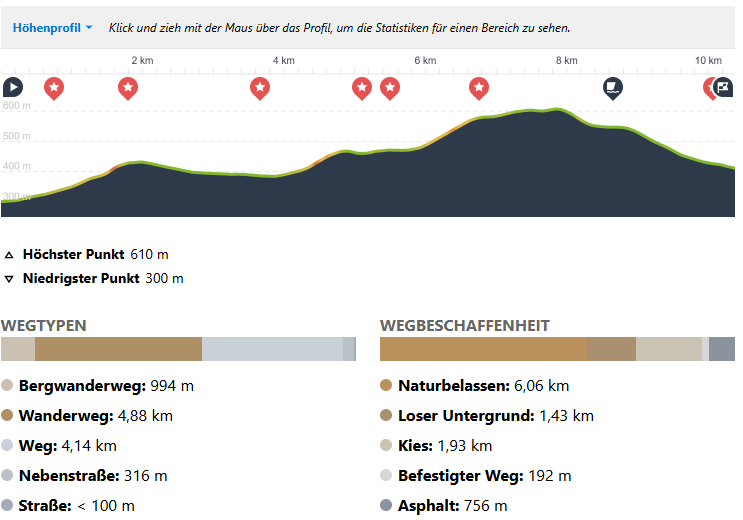 Höhenprofil Klick und zieh mit der Maus über das Profil, um die Statistiken für einen Bereich zu sehen.
2 km 4 km 6 km 8 km 10 km
600 m
500 m
400 m
300 m
Höchster Punkt 610 m
Niedrigster Punkt 300 m
WEGTYPEN
Bergwanderweg: 994 m
Wanderweg: 4,88 km
Weg: 4,14 km
Nebenstraße: 316 m
Straße: < 100 m
WEGBESCHAFFENHEIT
Naturbelassen: 6,06 km
Loser Untergrund: 1,43 km
Kies: 1,93 km
Befestigter Weg: 192 m
Asphalt: 756 m